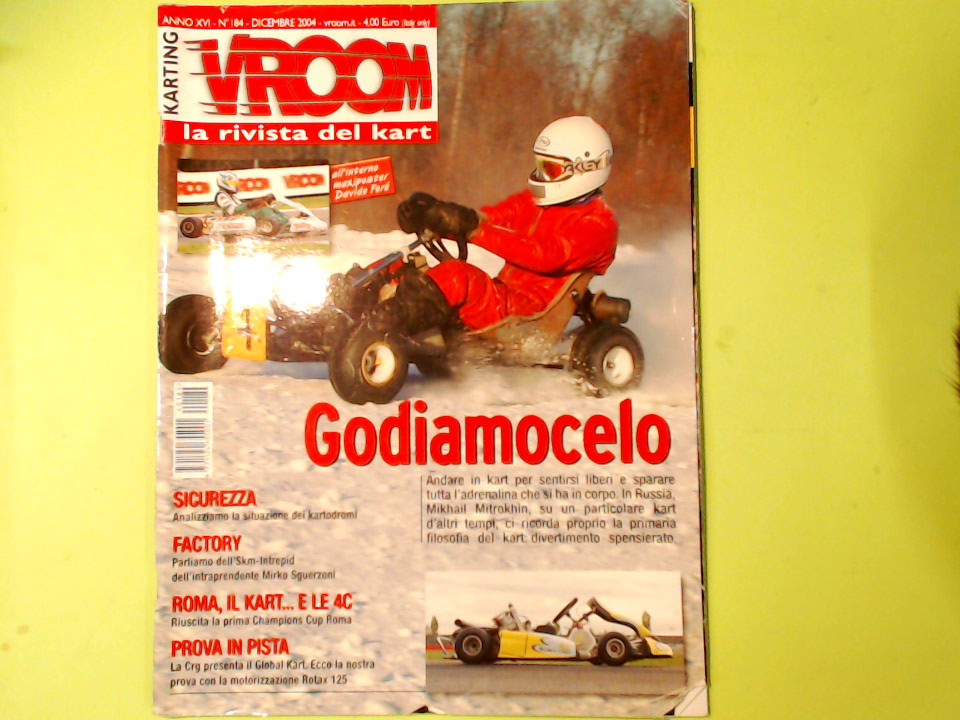 ANNO XVI - N° 184 - DICEMBRE 2004 - vroom.it - 4,00 Euro (Italy only)
KARTING
VROOM
la rivista del kart
all'interno
maxiposter
Davide Forè
ROOM
VROOM
Godiamocelo
Andare in kart per sentirsi liberi e sparare
tutta l'adrenalina che si ha in corpo. In Russia,
Mikhail Mitrokhin, su un particolare kart
d'altri tempi, ci ricorda proprio la primaria
filosofia del kart: divertimento spensierato.
SICUREZZA
Analizziamo la situazione dei kartodromi
FACTORY
Parliamo dell'Skm-Intrepid
dell'intraprendente Mirko Sguerzoni
ROMA, IL KART... E LE 4C
Riuscita la prima Champions Cup Roma
PROVA IN PISTA
La Crg presenta il Global Kart. Ecco la nostra
prova con la motorizzazione Rotax 125